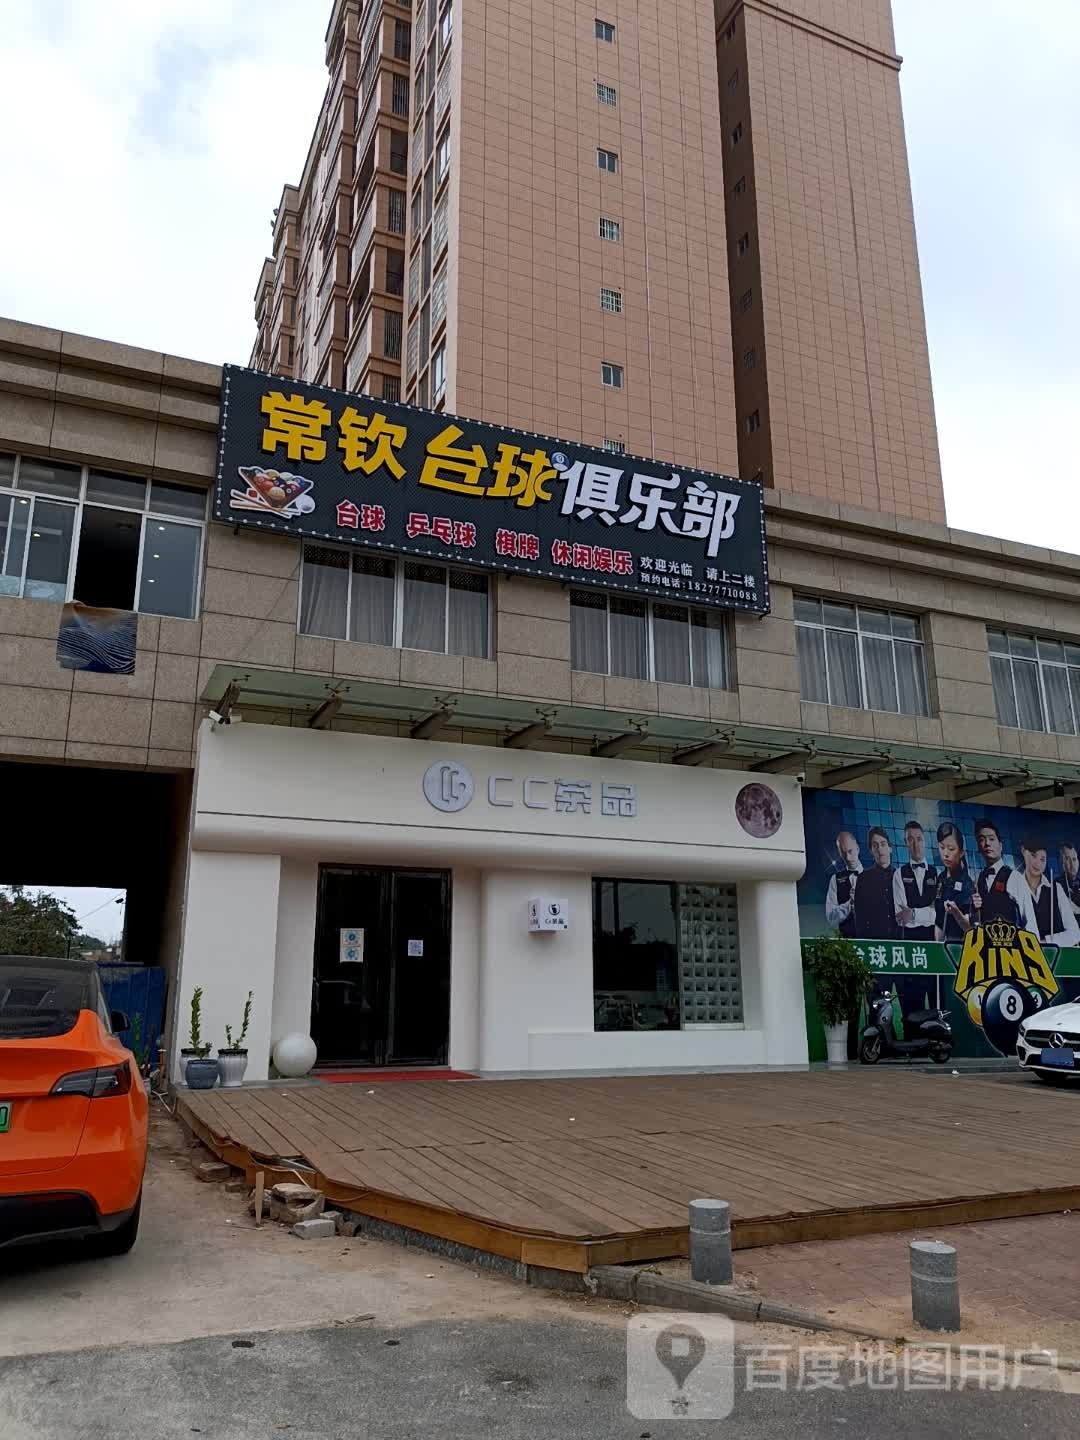 常钦台球俱乐部
台球 乒乓球 棋牌 休闲娱乐
欢迎光临 请上二楼
预约电话:18277710088
CC茶品
台球风尚
KING
8
百度地图用户